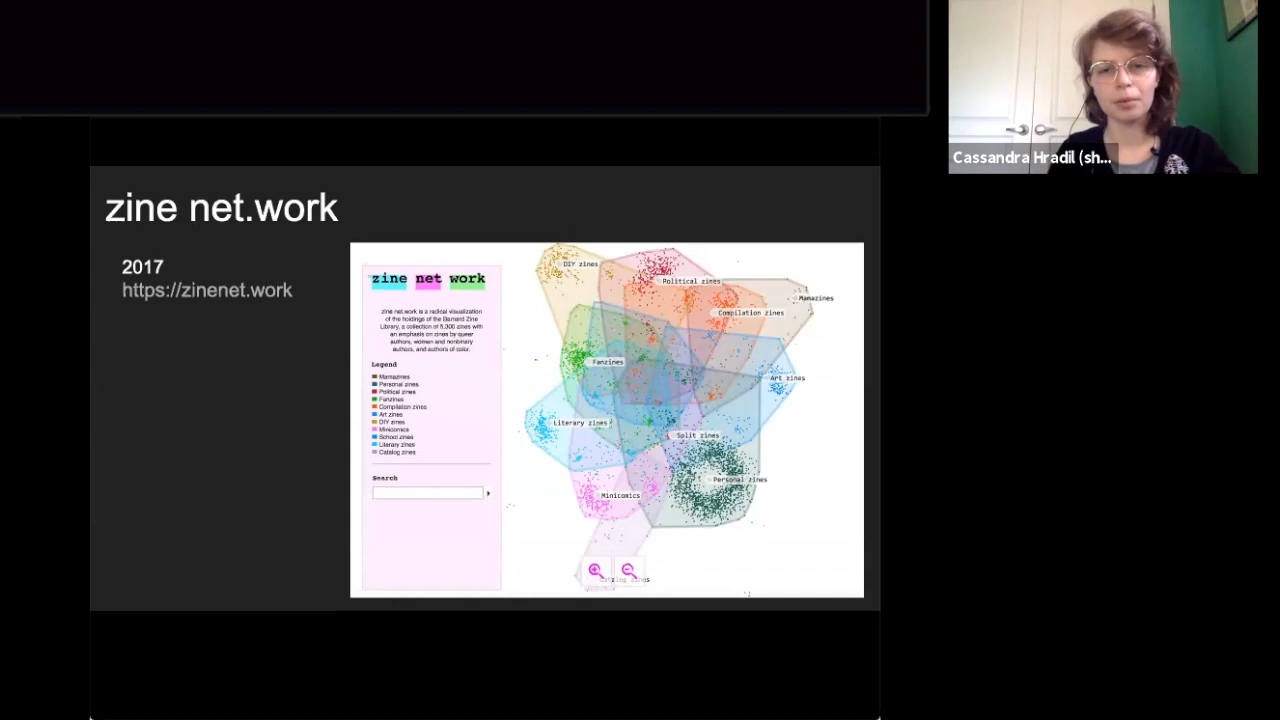 Cassandra Hradil (sh...
zine net.work
2017
https://zinenet.work
zine net work
zine net.work is a radical visualization
of the holdings of the Barnard Zine
Library, a collection of 5,300 zines with
an emphasis on zines by queer
authors, women and nonbinary
authors, and authors of color.
Legend
Mamazines
Personal zines
Political zines
Fanzines
Compilation zines
Art zines
DIY zines
Minicomics
School zines
Literary zines
Catalog zines
Search
DIY zines
Political zines
Mamazines
Compilation zines
Fanzines
Art zines
Literary zines
Split zines
Personal zines
Minicomics
zines